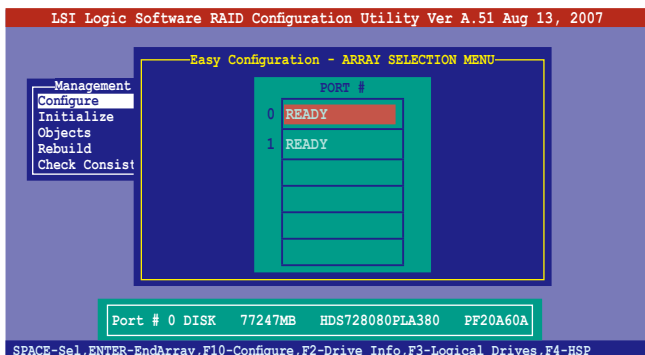 LSI Logic Software RAID Configuration Utility Ver A.51 Aug 13, 2007
Easy Configuration - ARRAY SELECTION MENU
Management
PORT #
Configure
0 READY
Initialize
Objects
1 READY
Rebuild
Check Consist
Port # 0 DISK 77247MB HDS728080PLA380 PF20A60A
SPACE-Sel,ENTER-EndArray,F10-Configure,F2-Drive Info,F3-Logical Drives,F4-HSP